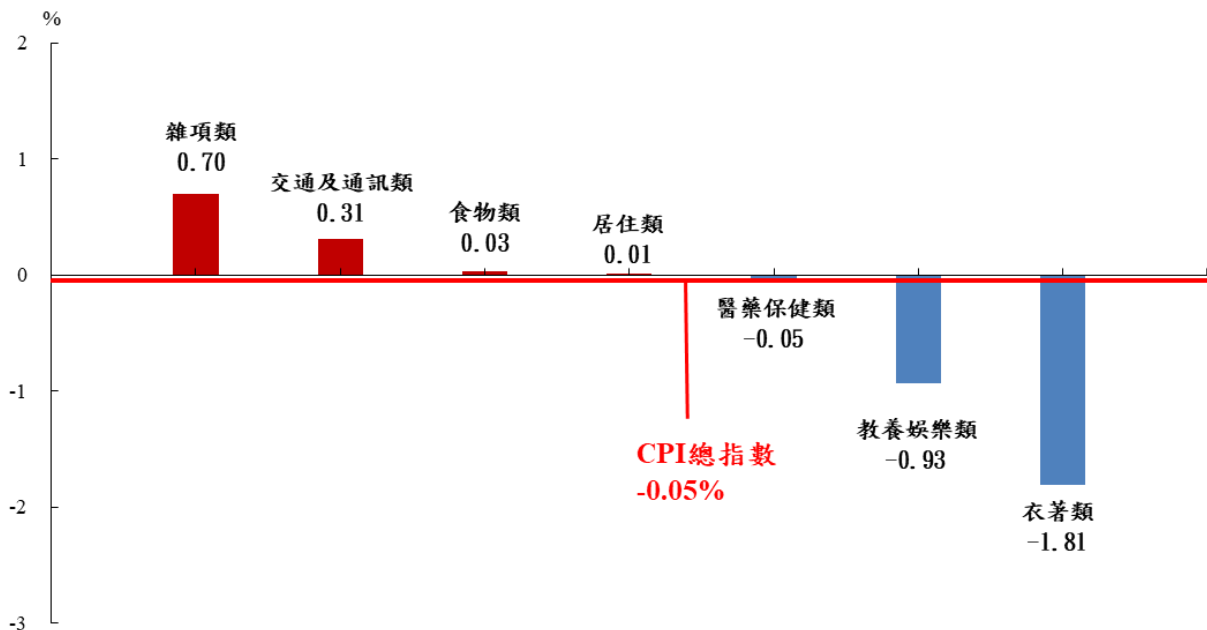 %
2
1
0
-1
-2
-3
雜項類
0.70
交通及通訊類
0.31
食物類
0.03
居住類
0.01
醫藥保健類
-0.05
教養娛樂類
-0.93
衣著類
-1.81
CPI總指數
-0.05%